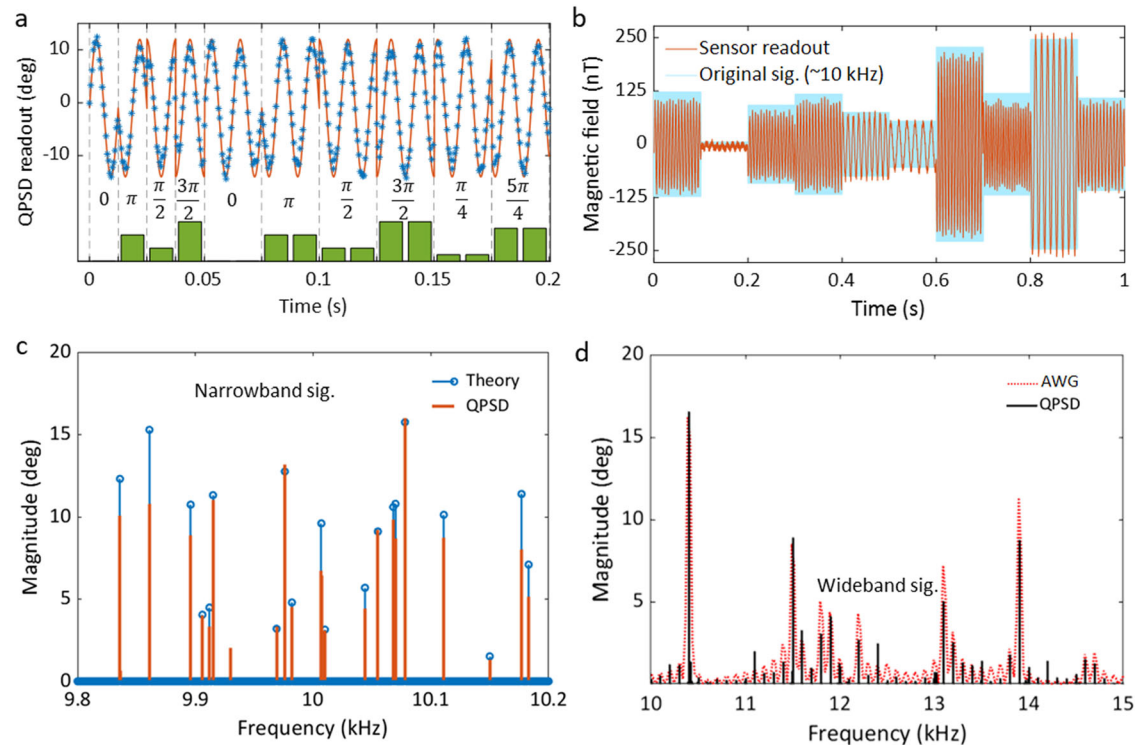 a
QPSD readout (deg)
10
0
-10
0 π π/2 3π/2 0 π π/2 3π/2 π/4 5π/4
0 0.05 0.1 0.15 0.2
Time (s)
b
Magnetic field (nT)
250
125
0
-125
-250
Sensor readout
Original sig. (~10 kHz)
0 0.2 0.4 0.6 0.8 1
Time (s)
c
Magnitude (deg)
20
15
10
5
0
Narrowband sig.
Theory
QPSD
9.8 9.9 10 10.1 10.2
Frequency (kHz)
d
Magnitude (deg)
20
15
10
5
AWG
QPSD
Wideband sig.
10 11 12 13 14 15
Frequency (kHz)